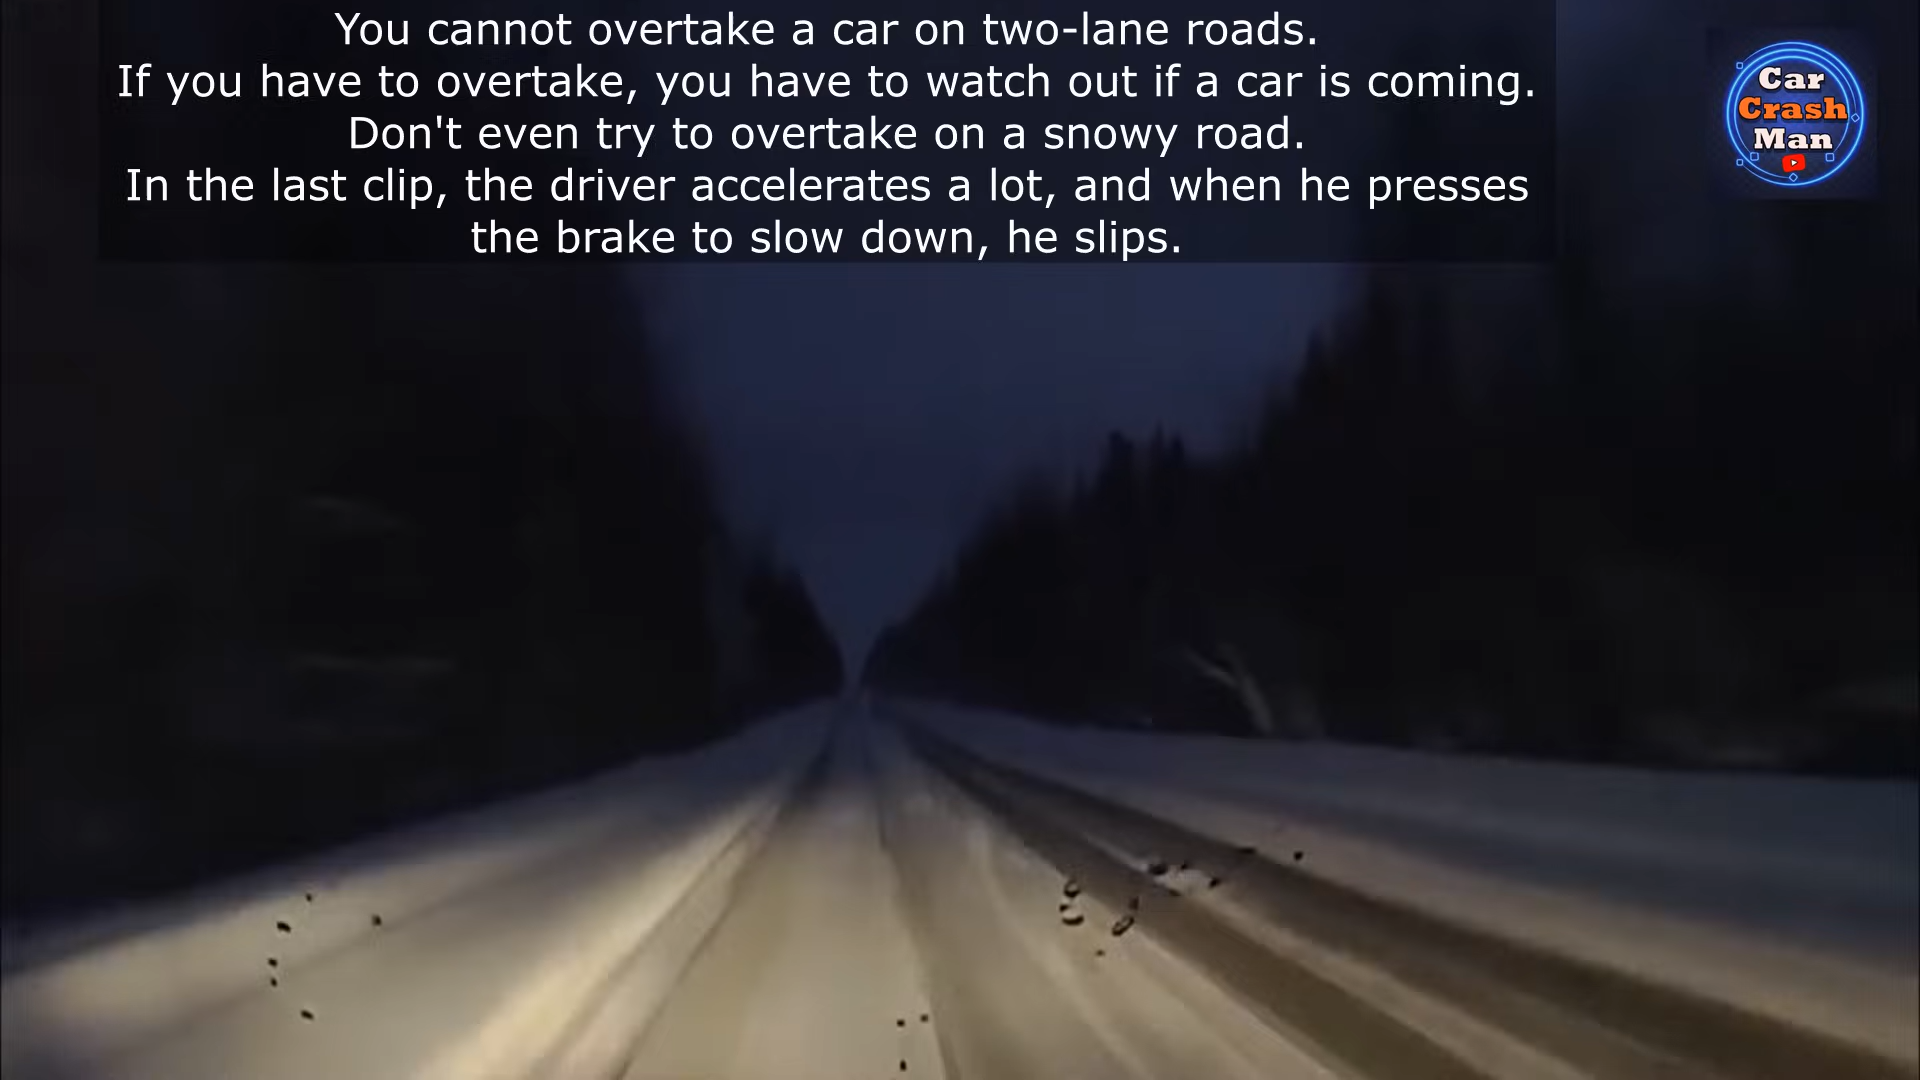 You cannot overtake a car on two-lane roads.
If you have to overtake, you have to watch out if a car is coming.
Don't even try to overtake on a snowy road.
In the last clip, the driver accelerates a lot, and when he presses
the brake to slow down, he slips.
Car
Crash
Man